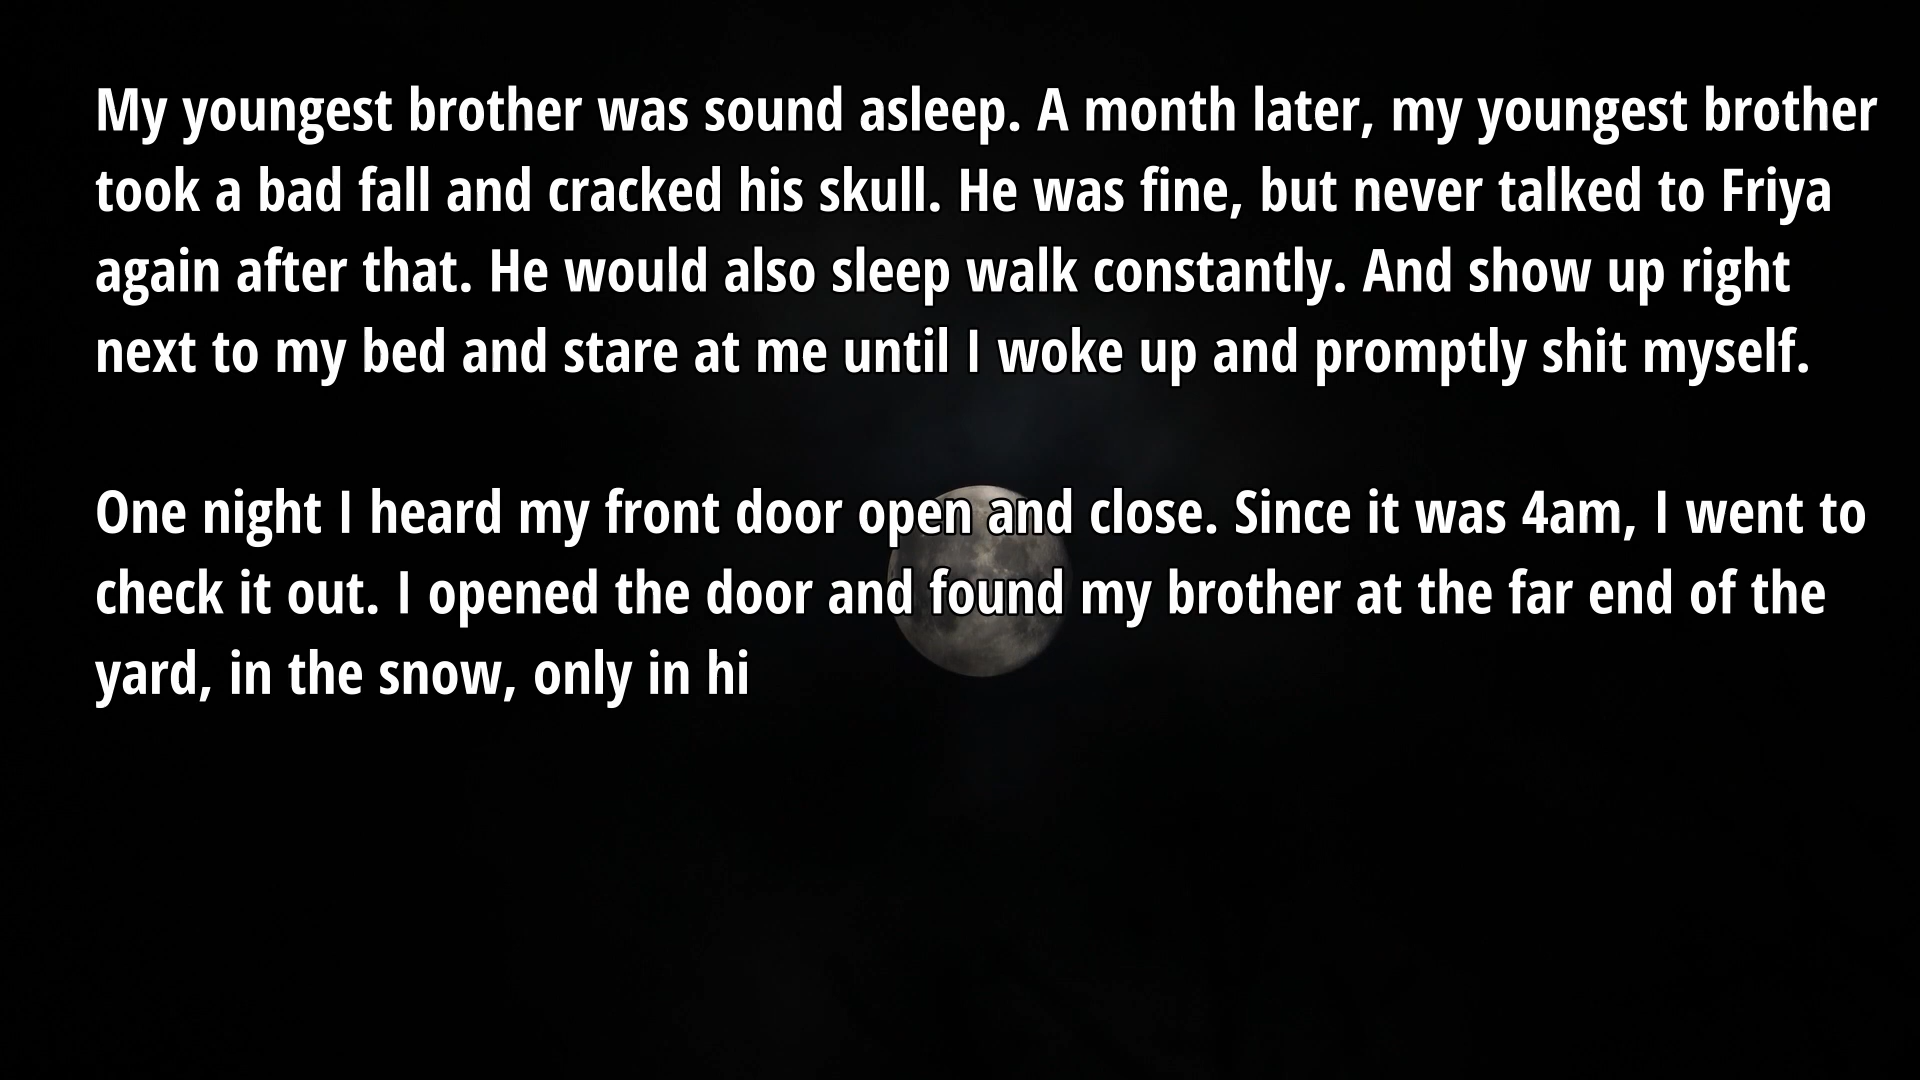 My youngest brother was sound asleep. A month later, my youngest brother
took a bad fall and cracked his skull. He was fine, but never talked to Friya
again after that. He would also sleep walk constantly. And show up right
next to my bed and stare at me until I woke up and promptly shit myself.
One night I heard my front door open and close. Since it was 4am, I went to
check it out. I opened the door and found my brother at the far end of the
yard, in the snow, only in hi